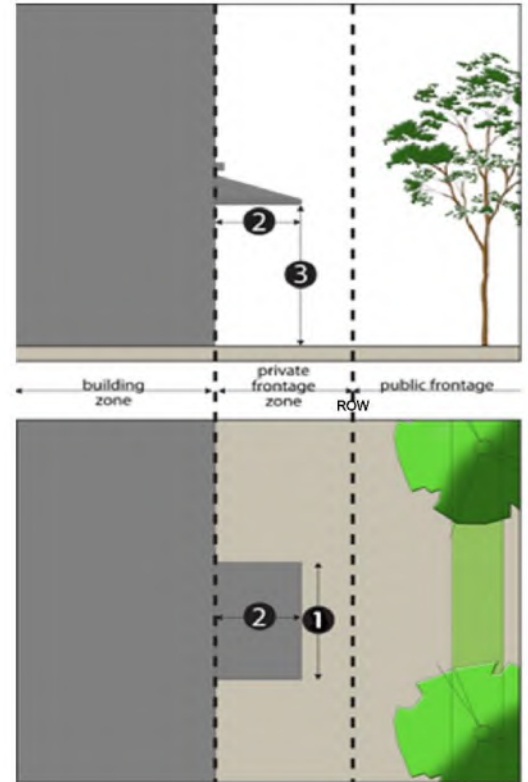 2
3
building
zone
private
frontage
zone
public frontage
ROW
2
1